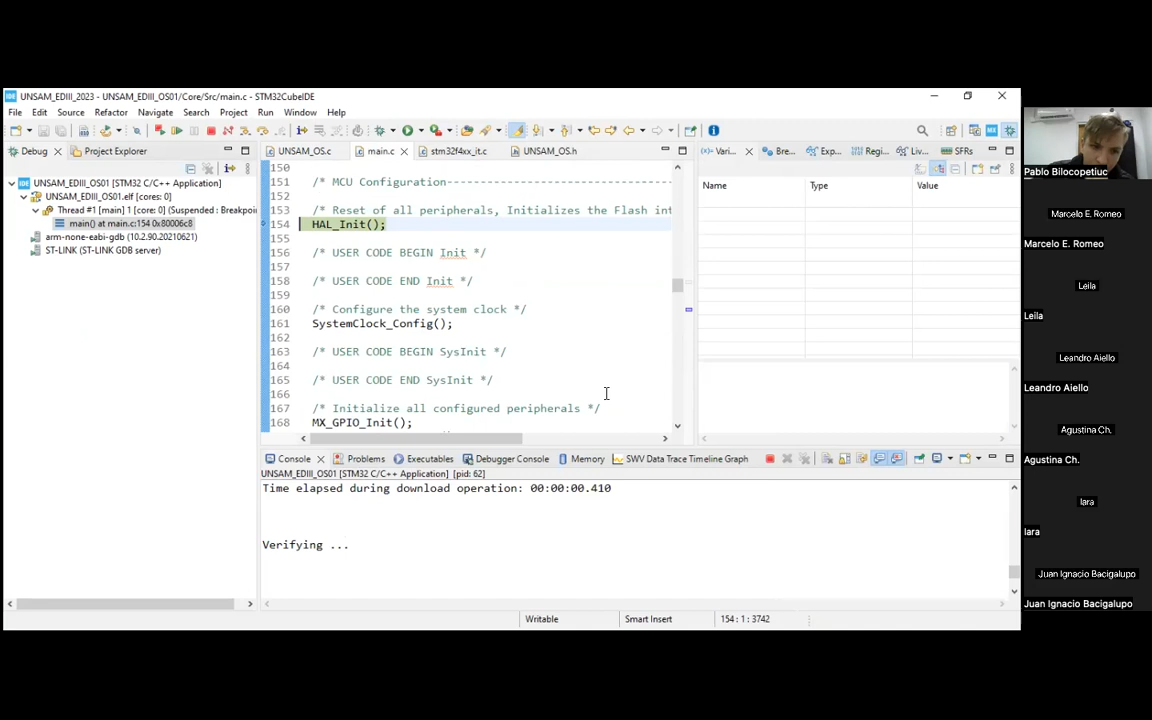 UNSAM_EDIII_2023 - UNSAM_EDIII_OS01/Core/Src/main.c - STM32CubeIDE
File Edit Source Refactor Navigate Search Project Run Window Help
Debug Project Explorer
UNSAM_EDIII_OS01 [STM32 C/C++ Application]
UNSAM_EDIII_OS01.elf [cores: 0]
Thread #1 [main] 1 [core: 0] (Suspended : Breakpoi
main() at main.c:154 0x80006c8
arm-none-eabi-gdb (10.2.90.20210621)
ST-LINK (ST-LINK GDB server)
UNSAM_OS.c main.c stm32f4xx_it.c UNSAM_OS.h
150
151 /* MCU Configuration--------------------------------
152
153 /* Reset of all peripherals, Initializes the Flash int
154 HAL_Init();
155
156 /* USER CODE BEGIN Init */
157
158 /* USER CODE END Init */
159
160 /* Configure the system clock */
161 SystemClock_Config();
162
163 /* USER CODE BEGIN SysInit */
164
165 /* USER CODE END SysInit */
166
167 /* Initialize all configured peripherals */
168 MX_GPIO_Init();
Vari... Bre... Exp... Regi... Liv... SFRs
Name Type Value
Console Problems Executables Debugger Console Memory SWV Data Trace Timeline Graph
UNSAM_EDIII_OS01 [STM32 C/C++ Application] [pid: 62]
Time elapsed during download operation: 00:00:00.410
Verifying ...
Writable Smart Insert 154 : 1 : 3742
Pablo Bilocopetiuc
Marcelo E. Romeo
Marcelo E. Romeo
Leila
Leila
Leandro Aiello
Leandro Aiello
Agustina Ch.
Agustina Ch.
Iara
Iara
Juan Ignacio Bacigalupo
Juan Ignacio Bacigalupo